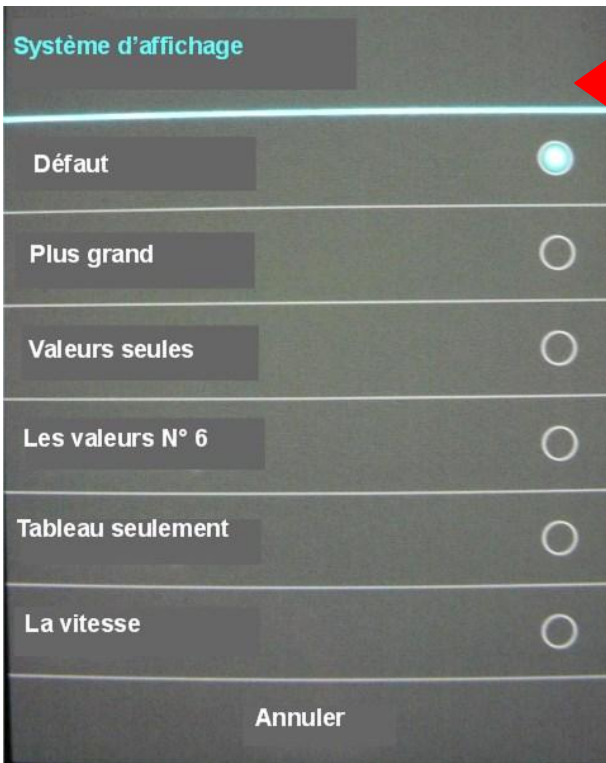 Système d’affichage
Défaut
Plus grand
Valeurs seules
Les valeurs N° 6
Tableau seulement
La vitesse
Annuler